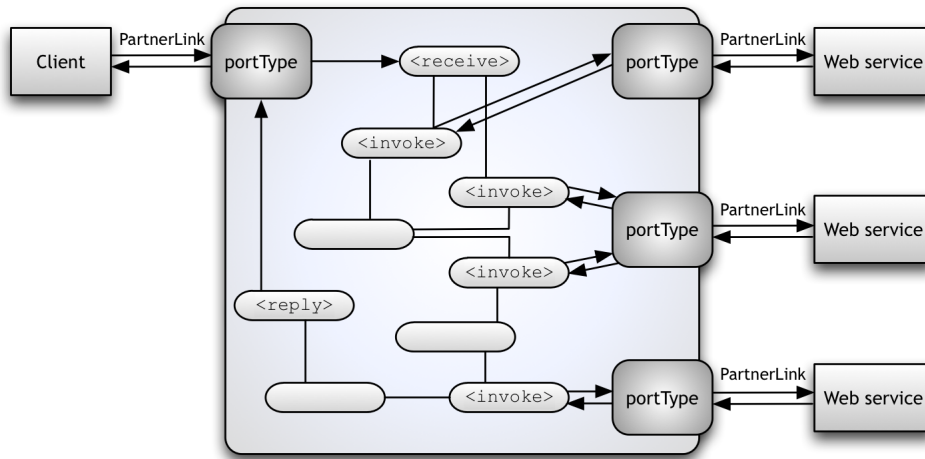 PartnerLink
PartnerLink
Client
portType
<receive>
portType
Web service
<invoke>
<invoke>
PartnerLink
portType
Web service
<invoke>
<reply>
PartnerLink
<invoke>
portType
Web service